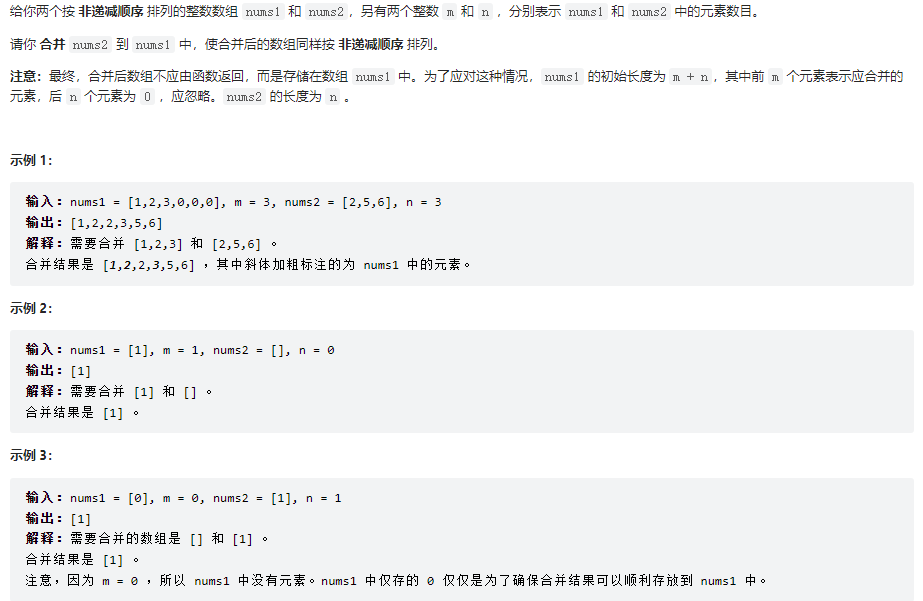 给你两个按 非递减顺序 排列的整数数组 nums1 和 nums2，另有两个整数 m 和 n ，分别表示 nums1 和 nums2 中的元素数目。
请你 合并 nums2 到 nums1 中，使合并后的数组同样按 非递减顺序 排列。
注意：最终，合并后数组不应由函数返回，而是存储在数组 nums1 中。为了应对这种情况，nums1 的初始长度为 m + n，其中前 m 个元素表示应合并的
元素，后 n 个元素为 0 ，应忽略。nums2 的长度为 n 。
示例 1：
输入：nums1 = [1,2,3,0,0,0], m = 3, nums2 = [2,5,6], n = 3
输出：[1,2,2,3,5,6]
解释：需要合并 [1,2,3] 和 [2,5,6] 。
合并结果是 [1,2,2,3,5,6] ，其中斜体加粗标注的为 nums1 中的元素。
示例 2：
输入：nums1 = [1], m = 1, nums2 = [], n = 0
输出：[1]
解释：需要合并 [1] 和 [] 。
合并结果是 [1] 。
示例 3：
输入：nums1 = [0], m = 0, nums2 = [1], n = 1
输出：[1]
解释：需要合并的数组是 [] 和 [1] 。
合并结果是 [1] 。
注意，因为 m = 0 ，所以 nums1 中没有元素。nums1 中仅存的 0 仅仅是为了确保合并结果可以顺利存放到 nums1 中。